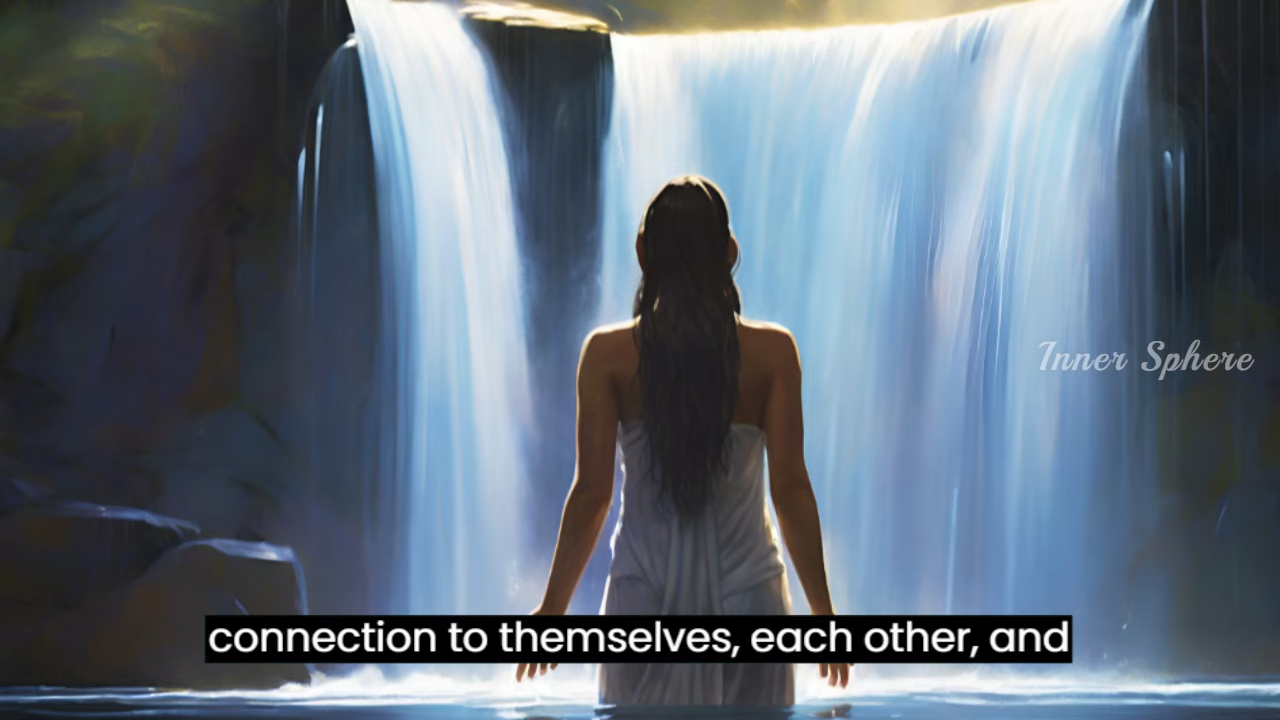 Inner Sphere
connection to themselves, each other, and